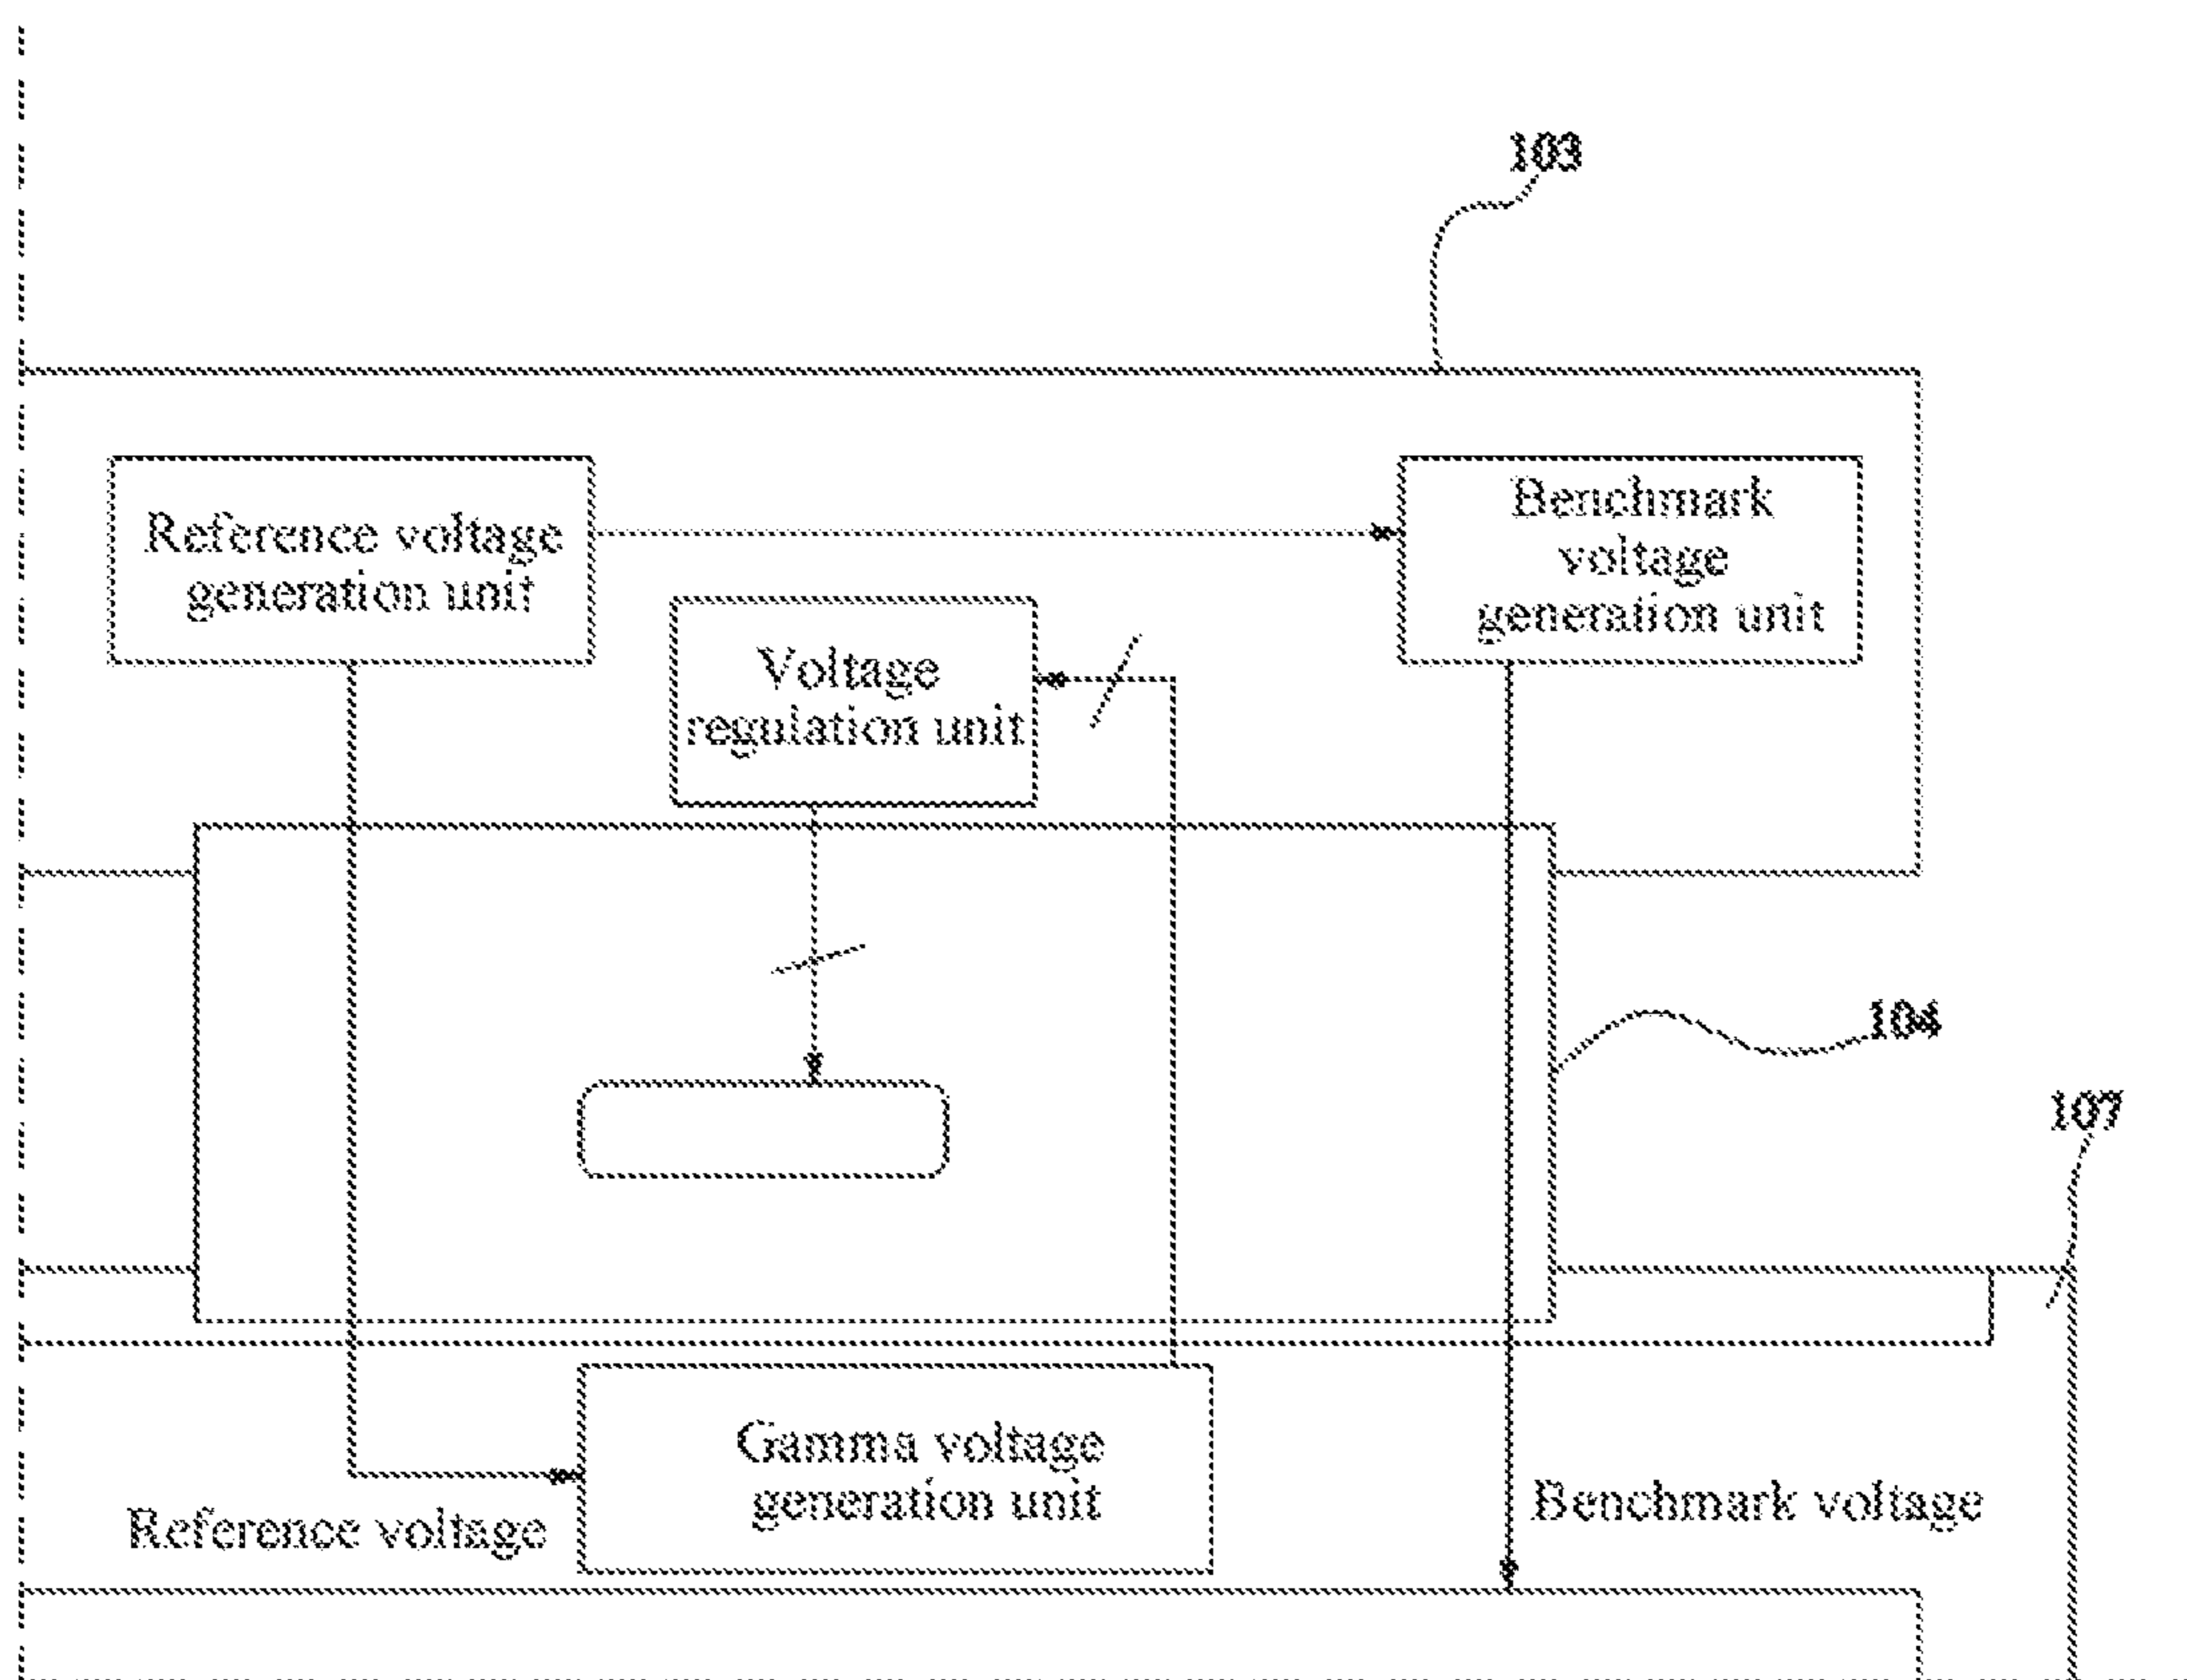 103
Reference voltage
generation unit
Benchmark
voltage
generation unit
Voltage
regulation unit
104
107
Gamma voltage
generation unit
Reference voltage
Benchmark voltage